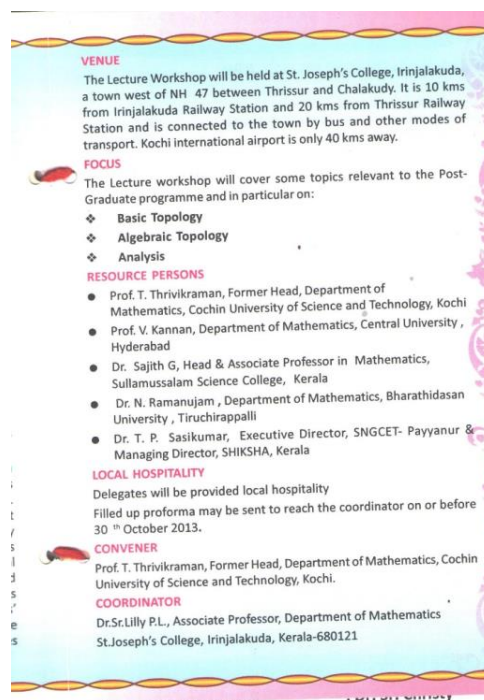 VENUE
The Lecture Workshop will be held at St. Joseph's College, Irinjalakuda,
a town west of NH 47 between Thrissur and Chalakudy. It is 10 kms
from Irinjalakuda Railway Station and 20 kms from Thrissur Railway
Station and is connected to the town by bus and other modes of
transport. Kochi international airport is only 40 kms away.
FOCUS
The Lecture workshop will cover some topics relevant to the Post-
Graduate programme and in particular on:
❖ Basic Topology
❖ Algebraic Topology
❖ Analysis
RESOURCE PERSONS
● Prof. T. Thrivikraman, Former Head, Department of
Mathematics, Cochin University of Science and Technology, Kochi
● Prof. V. Kannan, Department of Mathematics, Central University ,
Hyderabad
● Dr. Sajith G, Head & Associate Professor in Mathematics,
Sullamussalam Science College, Kerala
● Dr. N. Ramanujam , Department of Mathematics, Bharathidasan
University , Tiruchirappalli
● Dr. T. P. Sasikumar, Executive Director, SNGCET- Payyanur &
Managing Director, SHIKSHA, Kerala
LOCAL HOSPITALITY
Delegates will be provided local hospitality
Filled up proforma may be sent to reach the coordinator on or before
30 th October 2013.
CONVENER
Prof. T. Thrivikraman, Former Head, Department of Mathematics, Cochin
University of Science and Technology, Kochi.
COORDINATOR
Dr.Sr.Lilly P.L., Associate Professor, Department of Mathematics
St.Joseph's College, Irinjalakuda, Kerala-680121